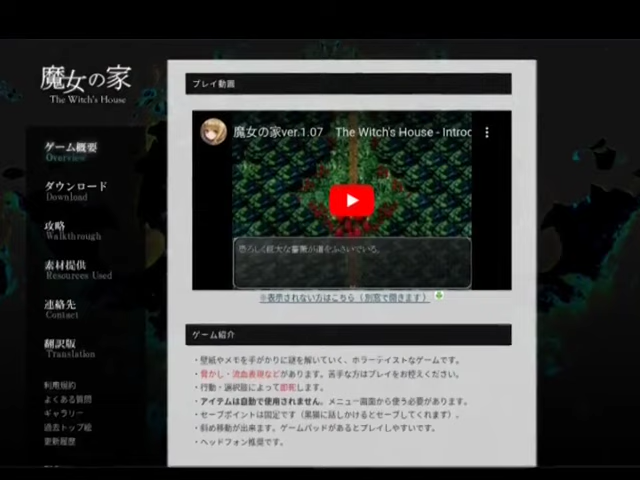 魔女の家
The Witch's House
ゲーム概要
Overview
ダウンロード
Download
攻略
Walkthrough
素材提供
Resources Used
連絡先
Contact
翻訳版
Translation
利用規約
よくある質問
ギャラリー
過去トップ絵
更新履歴
プレイ動画
魔女の家ver.1.07 The Witch's House - Introc
恐ろしく巨大な薔薇が道をふさいでいる。
※表示されない方はこちら（別窓で開きます）
ゲーム紹介
・壁紙やメモを手がかりに謎を解いていく、ホラーテイストなゲームです。
・脅かし・流血表現などがあります。苦手な方はプレイをお控えください。
・行動・選択肢によって即死します。
・アイテムは自動で使用されません。メニュー画面から使う必要があります。
・セーブポイントは固定です（黒猫に話しかけるとセーブしてくれます）。
・斜め移動が出来ます。ゲームパッドがあるとプレイしやすいです。
・ヘッドフォン推奨です。